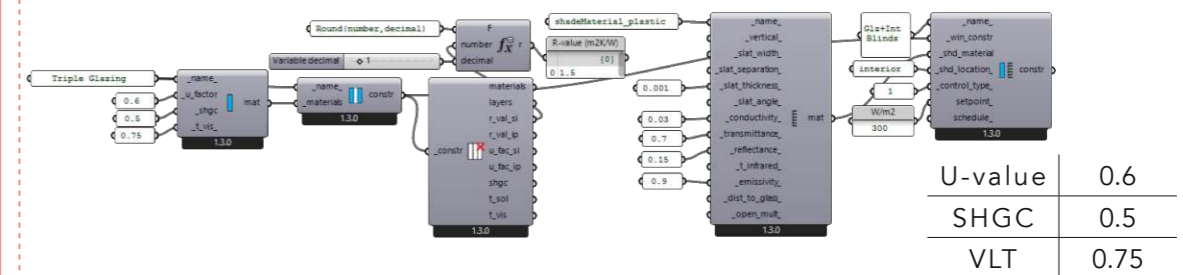 Round(number,decimal)
Variable decimal
1
F
number
decimal
fx
r
R-value (m2K/W)
{0}
0 1.5
Triple Glazing
0.6
0.5
0.75
_name_
_u_factor
_shgc
_t_vis_
mat
1.3.0
_name_
_materials
constr
1.3.0
_constr
materials
layers
r_val_si
r_val_ip
u_fac_si
u_fac_ip
shgc
t_sol
t_vis
1.3.0
shadeMaterial_plastic
0.001
0.03
0.7
0.15
0.9
_name_
_vertical_
_slat_width_
_slat_separation_
_slat_thickness_
_slat_angle_
_conductivity_
_transmittance_
_reflectance_
_t_infrared_
_emissivity_
_dist_to_glass_
_open_mult_
mat
1.3.0
Glz+Int
Blinds
interior
1
W/m2
300
_name_
_win_constr
_shd_material
_shd_location_
_control_type_
setpoint_
schedule_
constr
1.3.0
U-value 0.6
SHGC 0.5
VLT 0.75